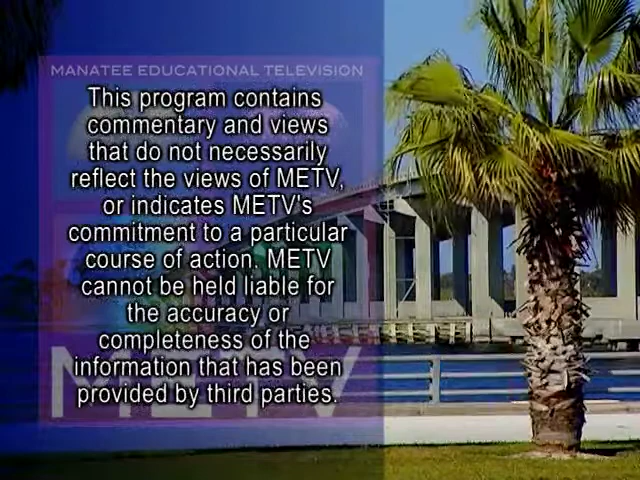 MANATEE EDUCATIONAL TELEVISION
This program contains
commentary and views
that do not necessarily
reflect the views of METV,
or indicates METV's
commitment to a particular
course of action. METV
cannot be held liable for
the accuracy or
completeness of the
information that has been
provided by third parties.
METV